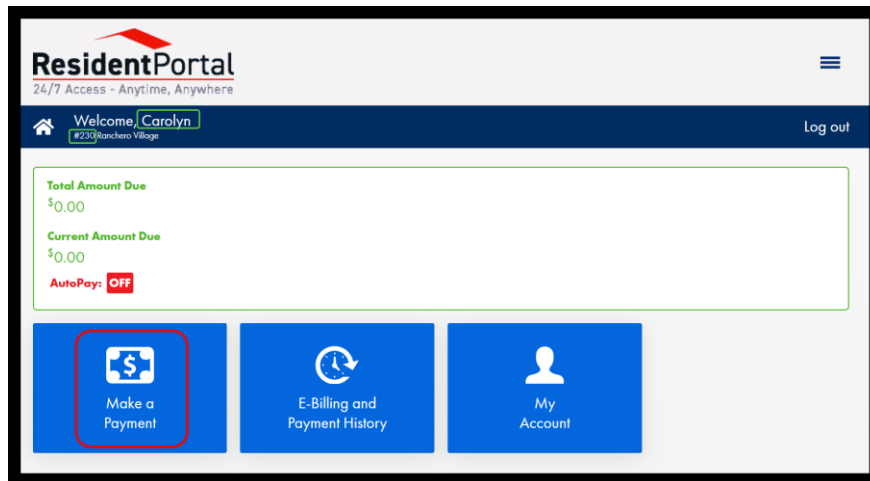 ResidentPortal
24/7 Access - Anytime, Anywhere
Welcome, Carolyn
#230 Ranchero Village
Log out
Total Amount Due
$0.00
Current Amount Due
$0.00
AutoPay: OFF
Make a
Payment
E-Billing and
Payment History
My
Account